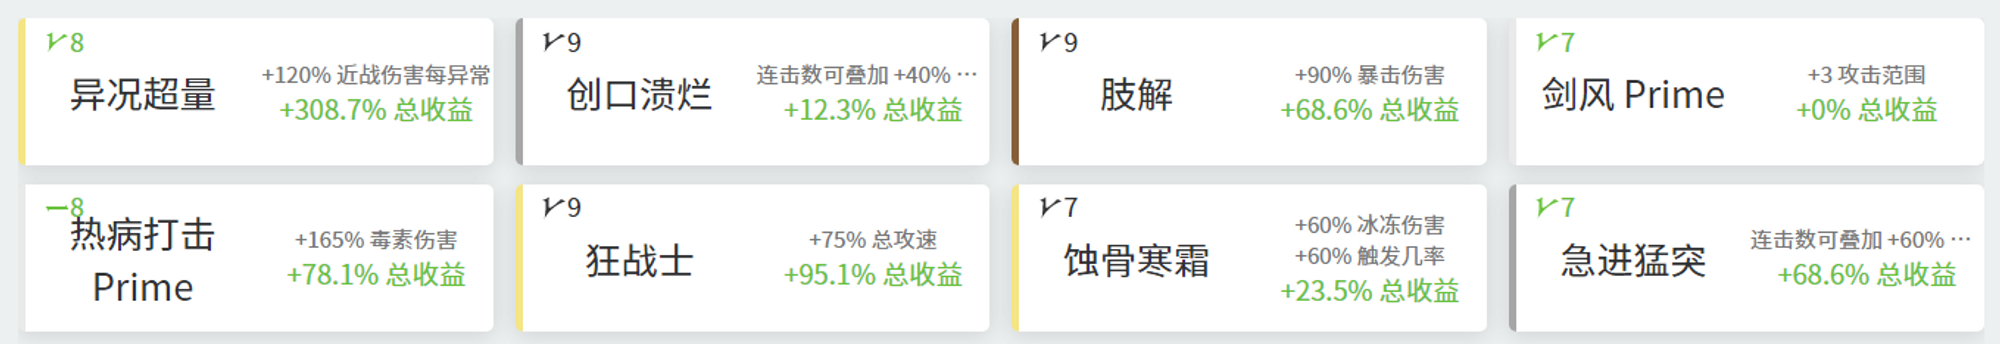 8
异况超量
+120% 近战伤害每异常
+308.7% 总收益
9
创口溃烂
连击数可叠加 +40% ···
+12.3% 总收益
9
肢解
+90% 暴击伤害
+68.6% 总收益
7
剑风 Prime
+3 攻击范围
+0% 总收益
8
热病打击
Prime
+165% 毒素伤害
+78.1% 总收益
9
狂战士
+75% 总攻速
+95.1% 总收益
7
蚀骨寒霜
+60% 冰冻伤害
+60% 触发几率
+23.5% 总收益
7
急进猛突
连击数可叠加 +60% ···
+68.6% 总收益